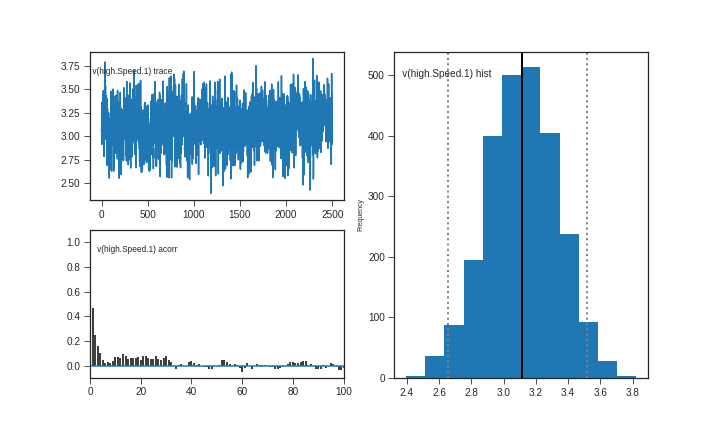 v(high.Speed.1) trace
3.75
3.50
3.25
3.00
2.75
2.50
0 500 1000 1500 2000 2500
v(high.Speed.1) acorr
1.0
0.8
0.6
0.4
0.2
0.0
0 20 40 60 80 100
v(high.Speed.1) hist
Frequency
500
400
300
200
100
0
2.4 2.6 2.8 3.0 3.2 3.4 3.6 3.8